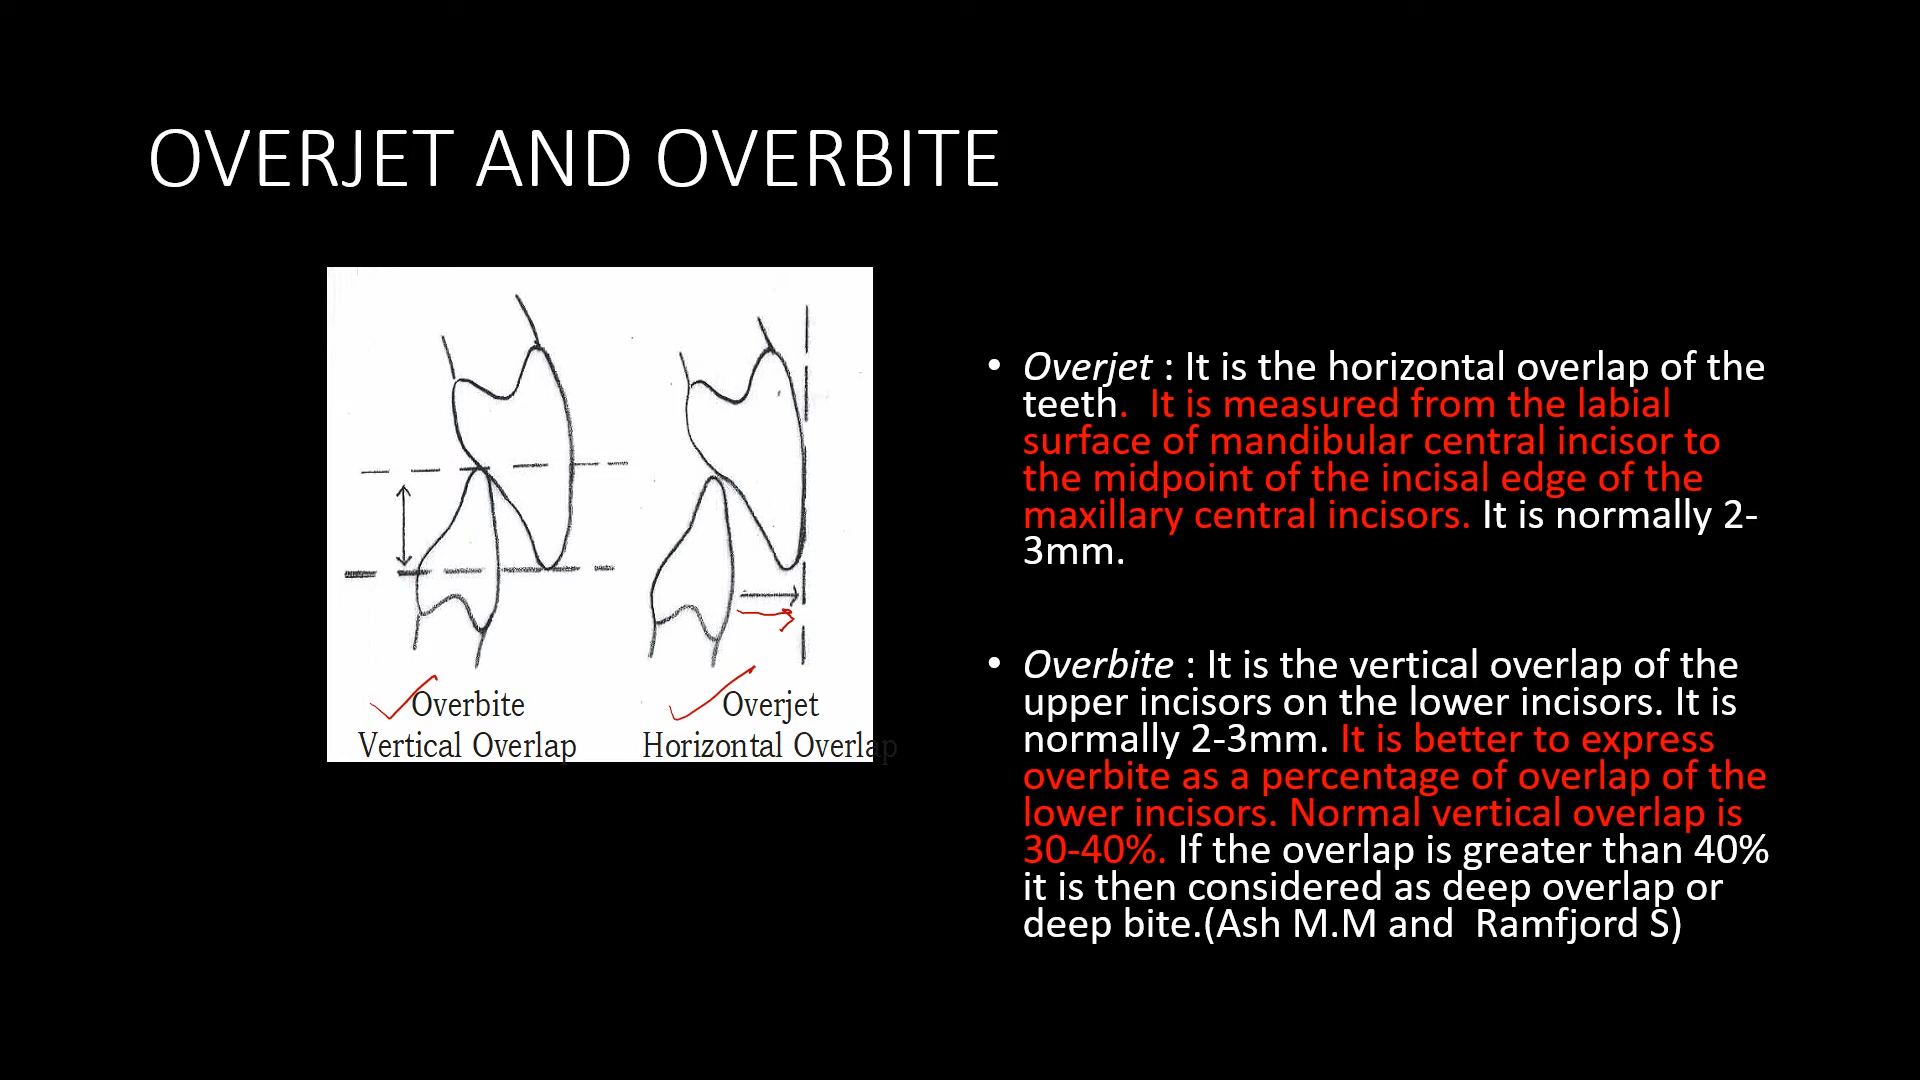 OVERJET AND OVERBITE
Overbite
Vertical Overlap
Overjet
Horizontal Overlap
• Overjet : It is the horizontal overlap of the
teeth.  It is measured from the labial
surface of mandibular central incisor to
the midpoint of the incisal edge of the
maxillary central incisors. It is normally 2-
3mm.
• Overbite : It is the vertical overlap of the
upper incisors on the lower incisors. It is
normally 2-3mm. It is better to express
overbite as a percentage of overlap of the
lower incisors. Normal vertical overlap is
30-40%. If the overlap is greater than 40%
it is then considered as deep overlap or
deep bite.(Ash M.M and  Ramfjord S)